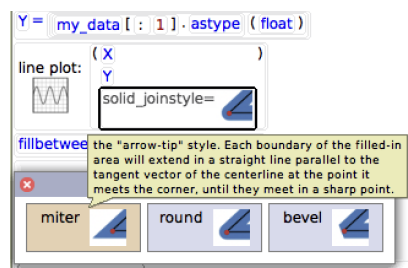 Y = my_data [ : 1 ] . astype ( float )
( X )
line plot: Y
solid_joinstyle=
fillbetwee
the "arrow-tip" style. Each boundary of the filled-in
area will extend in a straight line parallel to the
tangent vector of the centerline at the point it
meets the corner, until they meet in a sharp point.
miter round bevel